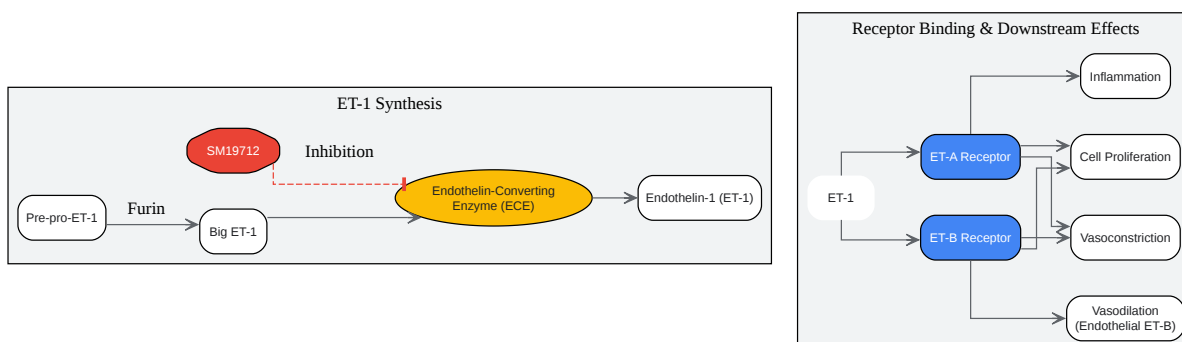 ET-1 Synthesis
SM19712
Inhibition
Pre-pro-ET-1
Furin
Big ET-1
Endothelin-Converting
Enzyme (ECE)
Endothelin-1 (ET-1)
Receptor Binding & Downstream Effects
ET-1
ET-A Receptor
ET-B Receptor
Inflammation
Cell Proliferation
Vasoconstriction
Vasodilation
(Endothelial ET-B)